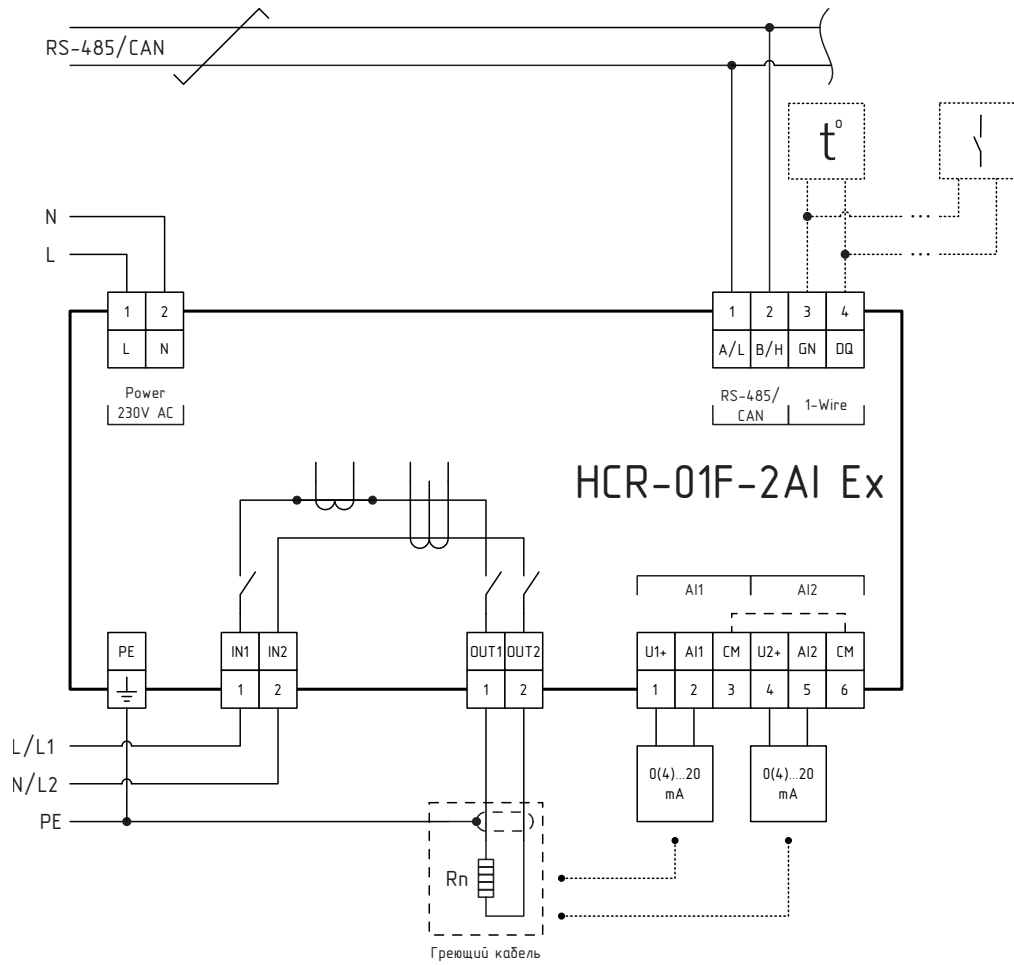 RS-485/CAN
t°
N
L
1 2
L N
Power
230V AC
1 2 3 4
A/L B/H GN DQ
RS-485/
CAN
1-Wire
HCR-01F-2AI Ex
AI1 AI2
PE
IN1 IN2
1 2
OUT1 OUT2
1 2
U1+ AI1 CM U2+ AI2 CM
1 2 3 4 5 6
L/L1
N/L2
PE
0(4)...20
mA
0(4)...20
mA
Rn
Греющий кабель